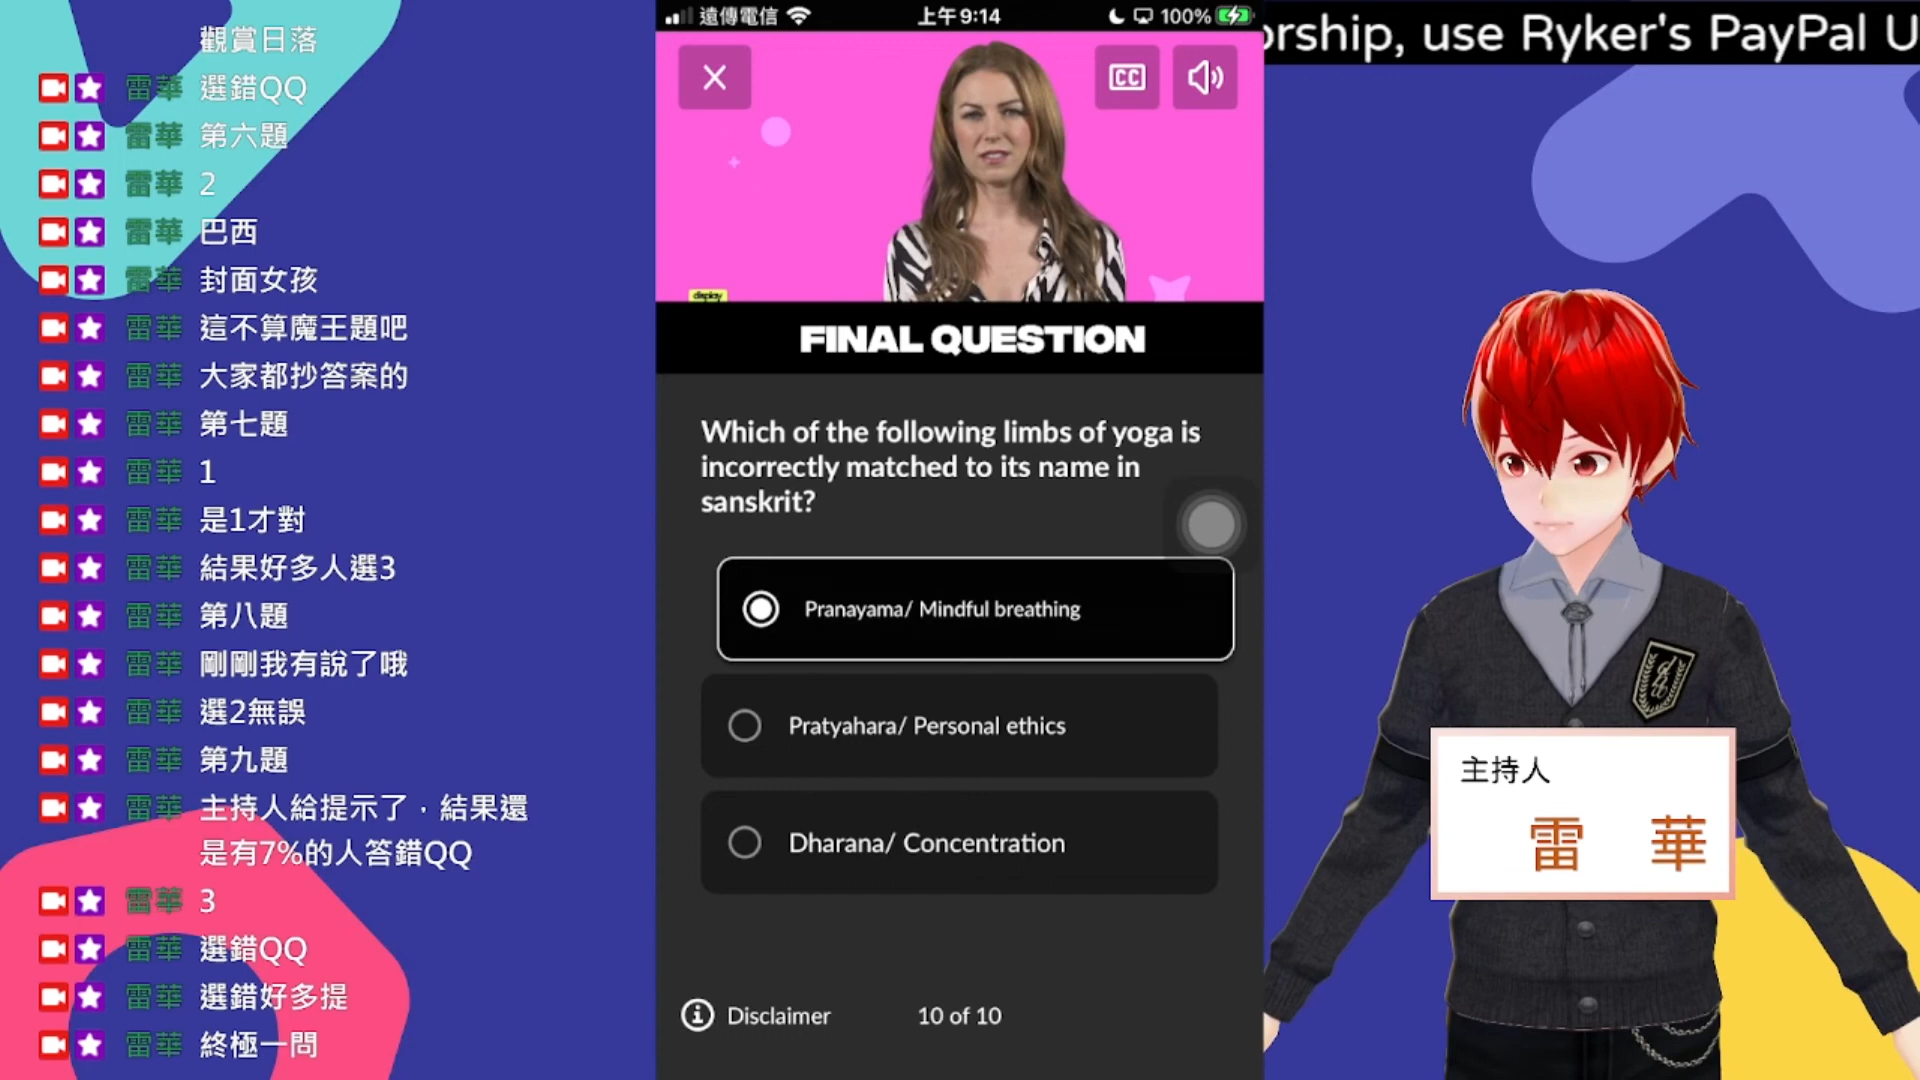 觀賞日落
雷華 選錯QQ
雷華 第六題
雷華 2
雷華 巴西
雷華 封面女孩
雷華 這不算魔王題吧
雷華 大家都抄答案的
雷華 第七題
雷華 1
雷華 是1才對
雷華 結果好多人選3
雷華 第八題
雷華 剛剛我有說了哦
雷華 選2無誤
雷華 第九題
雷華 主持人給提示了，結果還
是有7%的人答錯QQ
雷華 3
雷華 選錯QQ
雷華 選錯好多提
雷華 終極一問
遠傳電信 上午9:14 100%
CC
display
FINAL QUESTION
Which of the following limbs of yoga is
incorrectly matched to its name in
sanskrit?
Pranayama/ Mindful breathing
Pratyahara/ Personal ethics
Dharana/ Concentration
Disclaimer 10 of 10
orship, use Ryker's PayPal U
主持人
雷 華